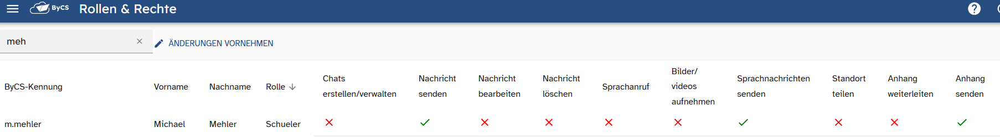 ByCS Rollen & Rechte
meh
ÄNDERUNGEN VORNEHMEN
ByCS-Kennung
Vorname
Nachname
Rolle
Chats
erstellen/verwalten
Nachricht
senden
Nachricht
bearbeiten
Nachricht
löschen
Sprachanruf
Bilder/
videos
aufnehmen
Sprachnachrichten
senden
Standort
teilen
Anhang
weiterleiten
Anhang
senden
m.mehler Michael Mehler Schueler